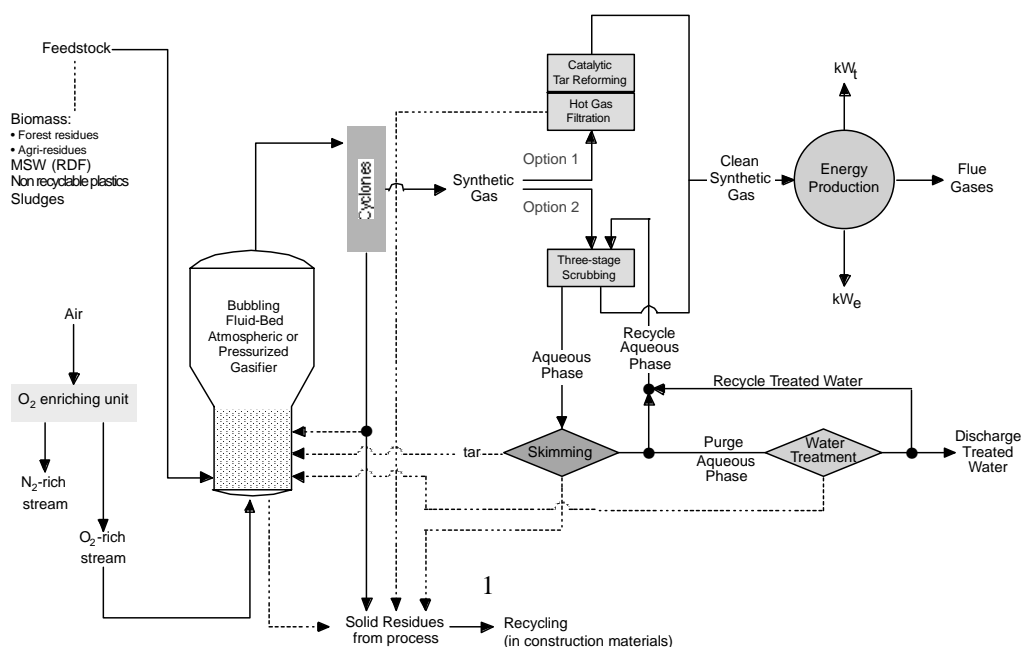 Feedstock
Biomass:
• Forest residues
• Agri-residues
MSW (RDF)
Non recyclable plastics
Sludges
Air
O₂ enriching unit
N₂-rich
stream
O₂-rich
stream
Bubbling
Fluid-Bed
Atmospheric or
Pressurized
Gasifier
Cyclones
Synthetic
Gas
Option 1
Option 2
Catalytic
Tar Reforming
Hot Gas
Filtration
Three-stage
Scrubbing
Clean
Synthetic
Gas
kWt
Energy
Production
kWe
Flue
Gases
Aqueous
Phase
Recycle
Aqueous
Phase
Recycle Treated Water
tar
Skimming
Purge
Aqueous
Phase
Water
Treatment
Discharge
Treated
Water
1
Solid Residues
from process
Recycling
(in construction materials)